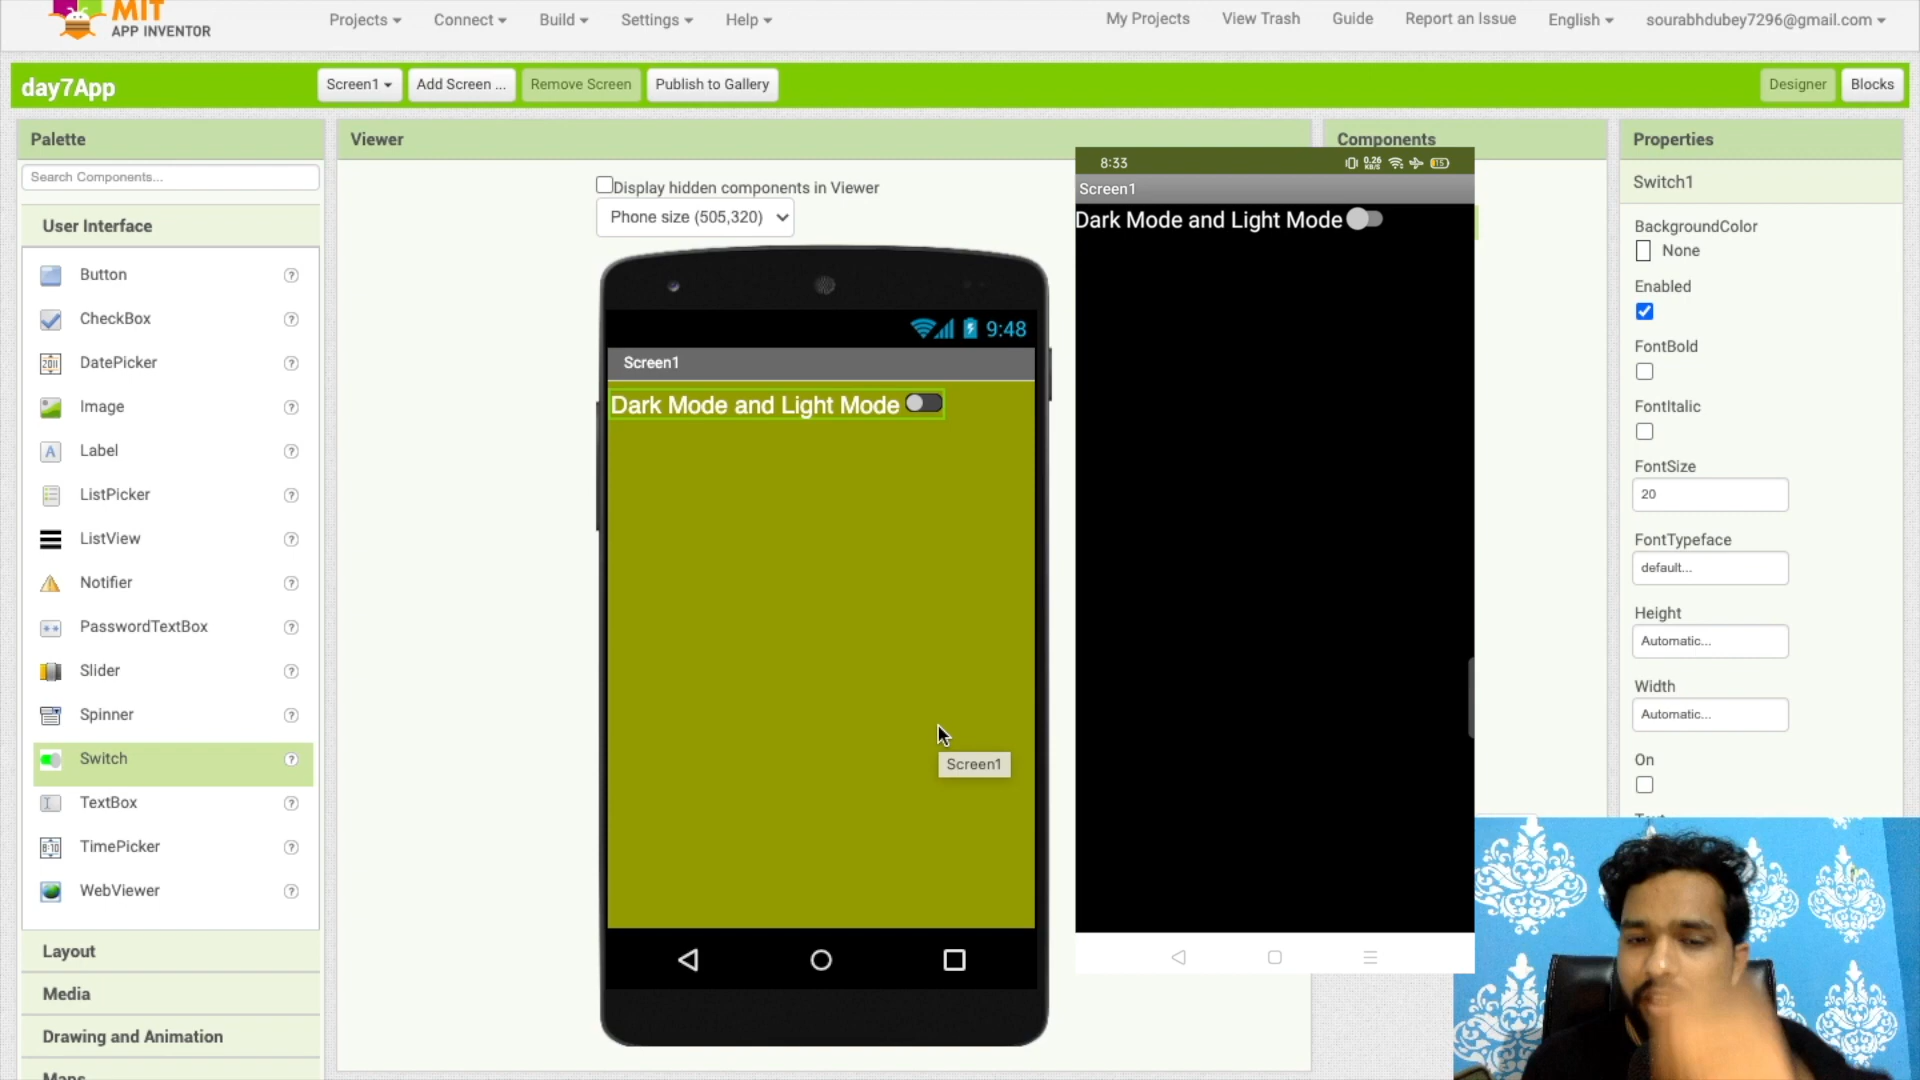 MIT
APP INVENTOR
Projects
Connect
Build
Settings
Help
My Projects
View Trash
Guide
Report an Issue
English
sourabhdubey7296@gmail.com
day7App
Screen1
Add Screen ...
Remove Screen
Publish to Gallery
Designer
Blocks
Palette
Search Components...
User Interface
Button
CheckBox
DatePicker
Image
Label
ListPicker
ListView
Notifier
PasswordTextBox
Slider
Spinner
Switch
TextBox
TimePicker
WebViewer
Layout
Media
Drawing and Animation
Maps
Viewer
Display hidden components in Viewer
Phone size (505,320)
9:48
Screen1
Dark Mode and Light Mode
Screen1
Components
8:33
0.26
KB/S
15
Screen1
Dark Mode and Light Mode
Properties
Switch1
BackgroundColor
None
Enabled
FontBold
FontItalic
FontSize
20
FontTypeface
default...
Height
Automatic...
Width
Automatic...
On